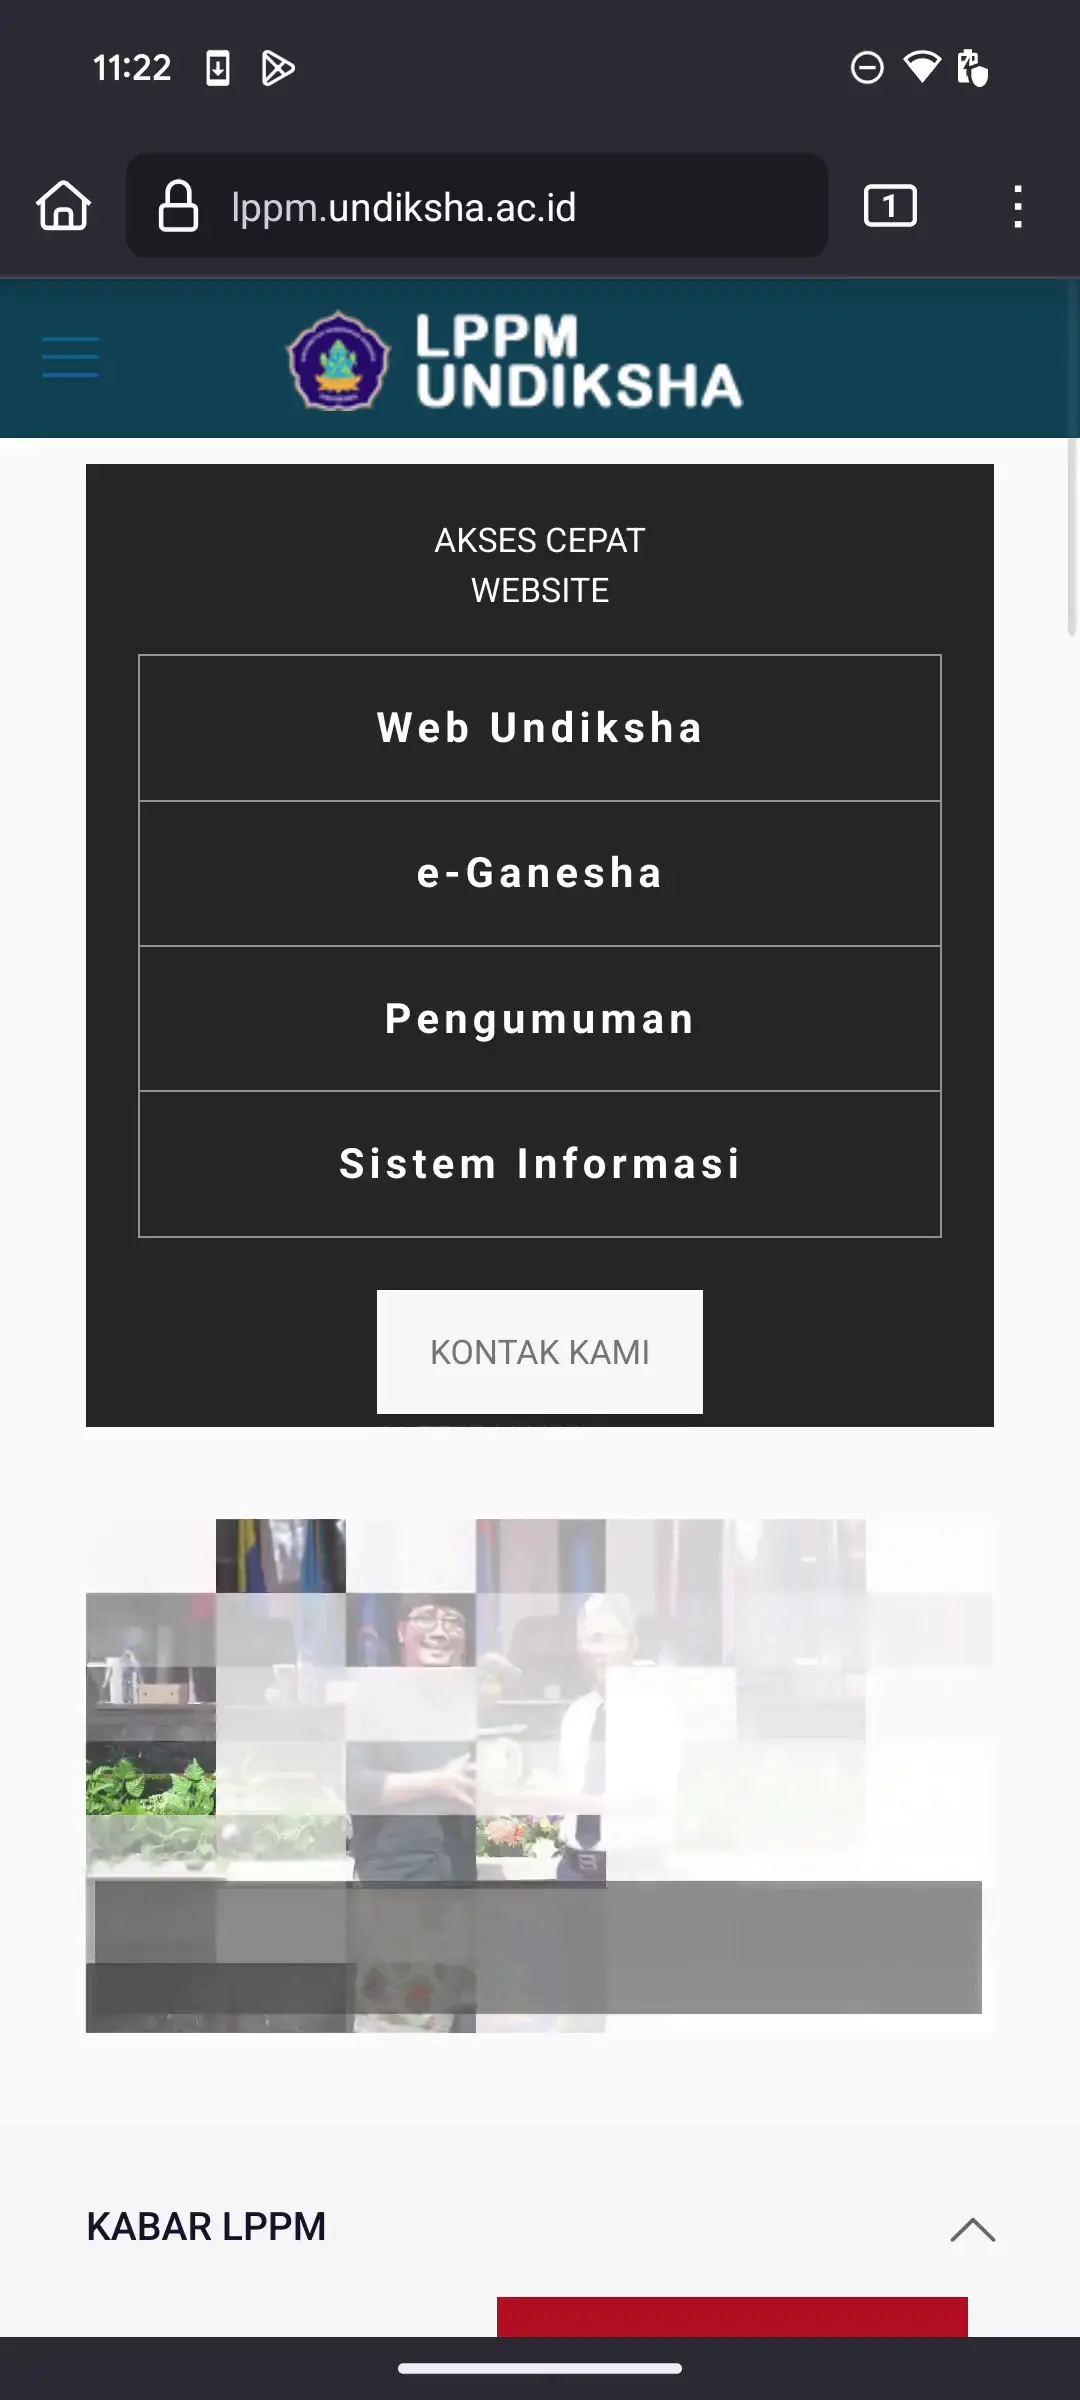 11:22
lppm.undiksha.ac.id
1
LPPM
UNDIKSHA
AKSES CEPAT
WEBSITE
Web Undiksha
e-Ganesha
Pengumuman
Sistem Informasi
KONTAK KAMI
KABAR LPPM